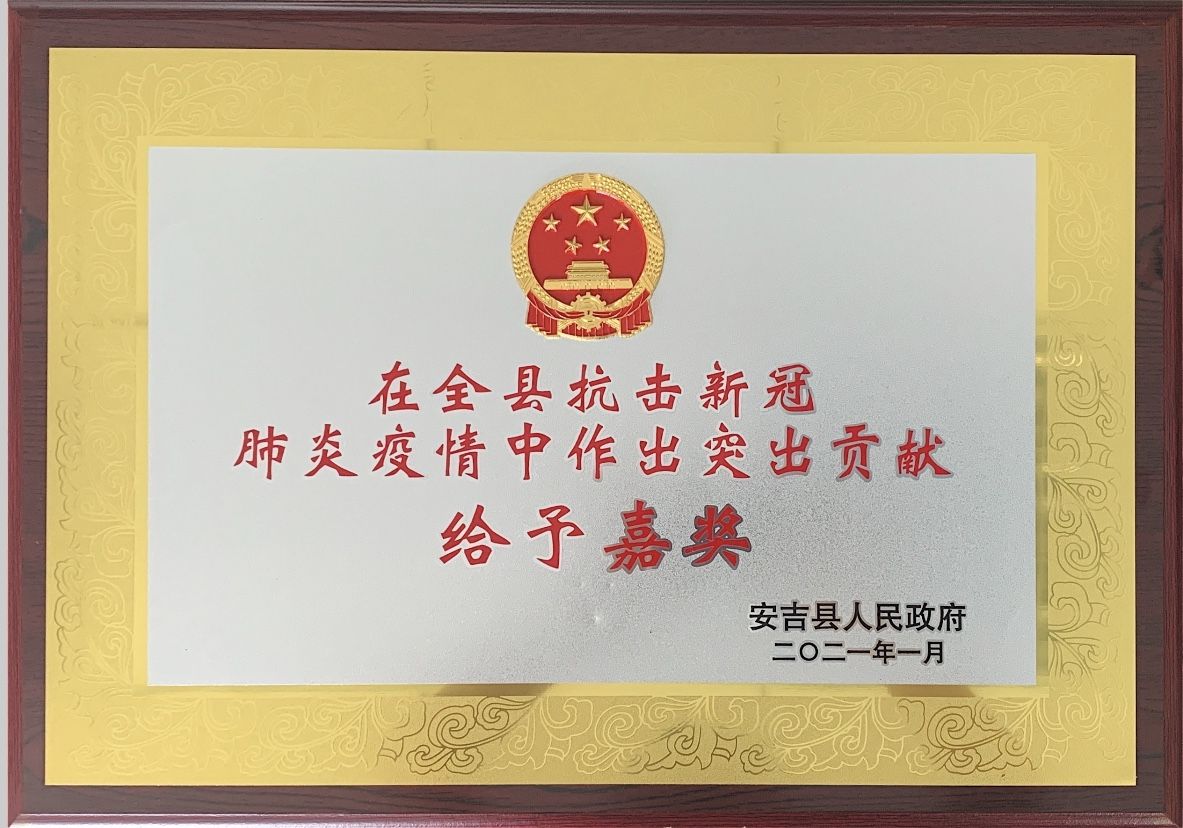 在全县抗击新冠
肺炎疫情中作出突出贡献
给予嘉奖
安吉县人民政府
二〇二一年一月